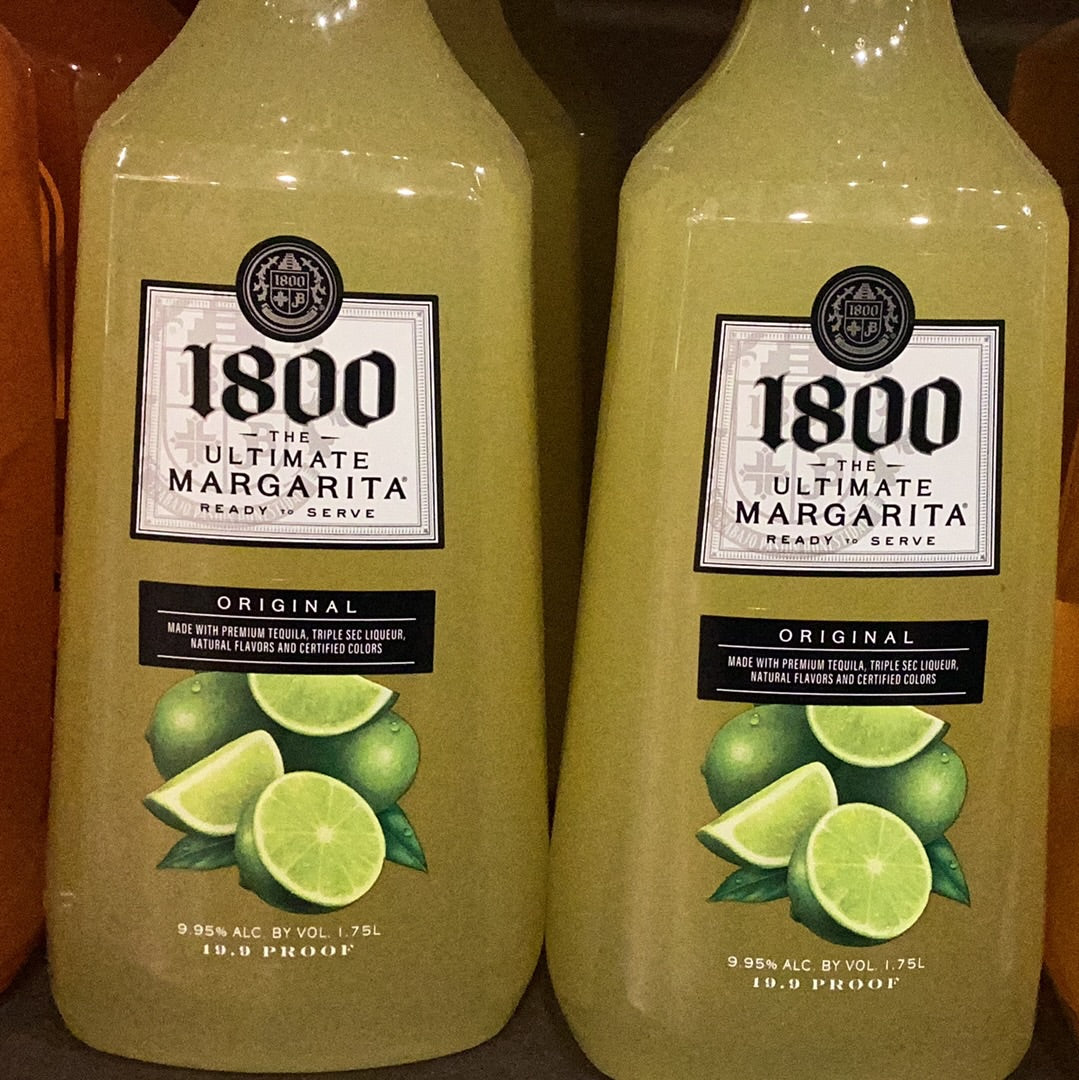 1800
1800
THE
ULTIMATE
MARGARITA®
READY TO SERVE
ORIGINAL
MADE WITH PREMIUM TEQUILA, TRIPLE SEC LIQUEUR,
NATURAL FLAVORS AND CERTIFIED COLORS
9.95% ALC. BY VOL. 1.75L
19.9 PROOF
1800
1800
THE
ULTIMATE
MARGARITA®
READY TO SERVE
ORIGINAL
MADE WITH PREMIUM TEQUILA, TRIPLE SEC LIQUEUR,
NATURAL FLAVORS AND CERTIFIED COLORS
9.95% ALC. BY VOL. 1.75L
19.9 PROOF